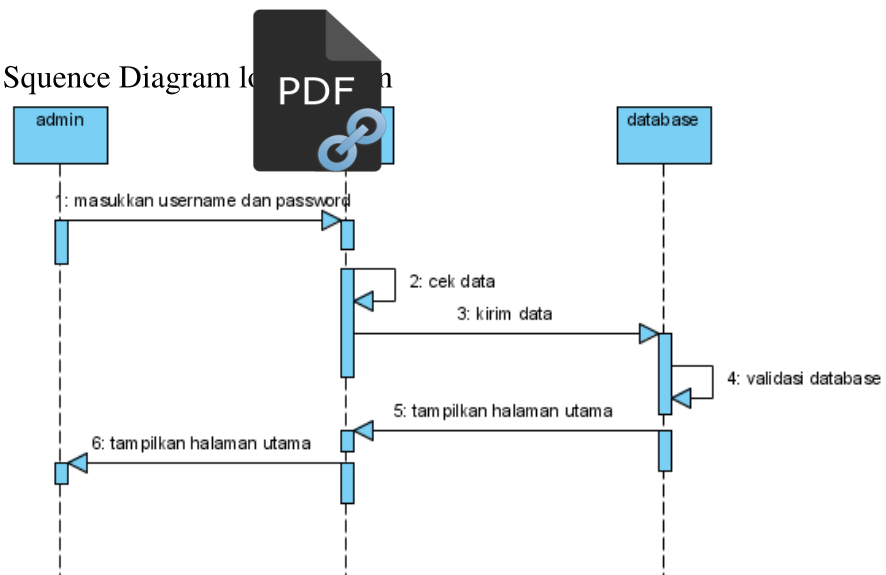 Squence Diagram
PDF
admin
database
1: masukkan username dan password
2: cek data
3: kirim data
4: validasi database
5: tampilkan halaman utama
6: tampilkan halaman utama